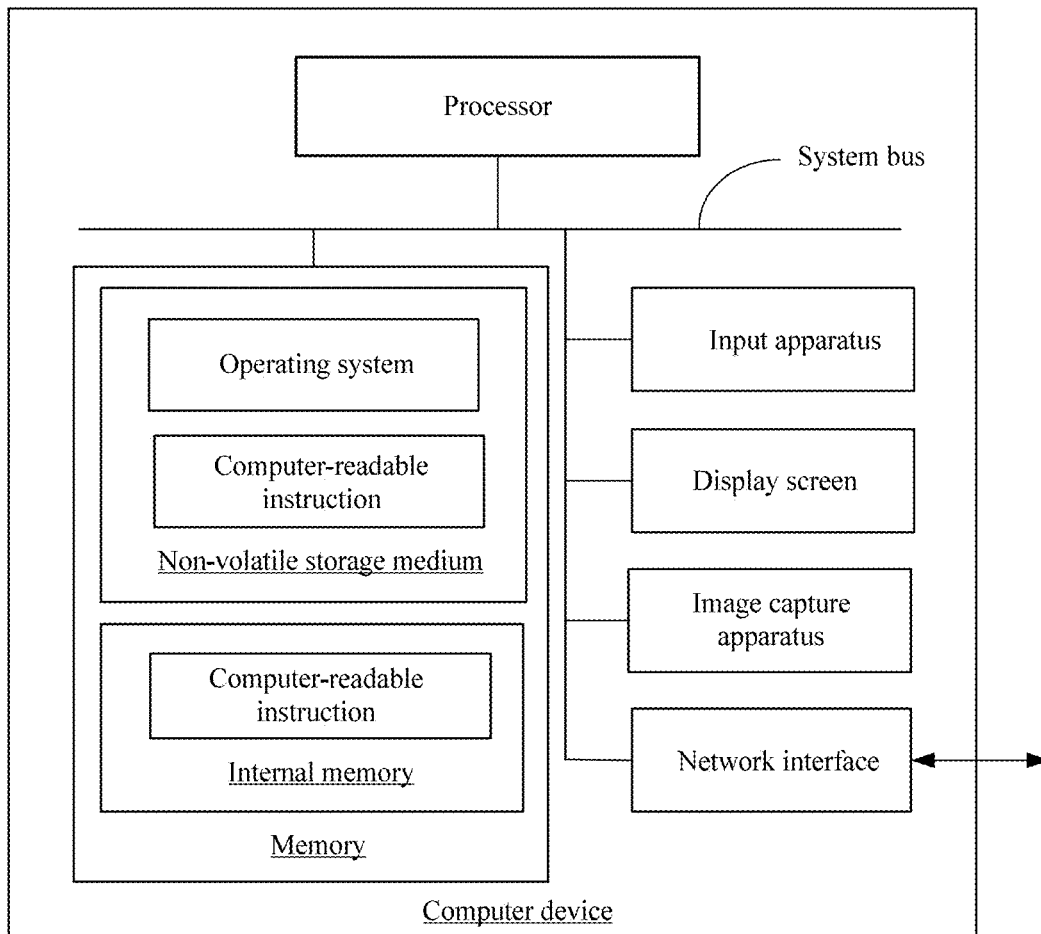 Processor
System bus
Operating system
Computer-readable
instruction
Non-volatile storage medium
Computer-readable
instruction
Internal memory
Memory
Input apparatus
Display screen
Image capture
apparatus
Network interface
Computer device